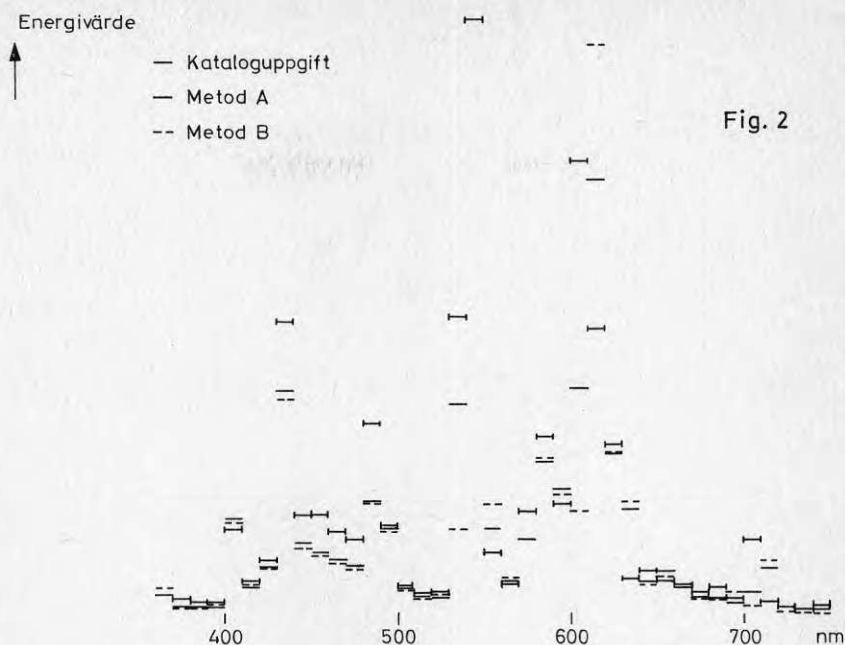 Energivärde
Kataloguppgift
Metod A
Metod B
Fig. 2
400
500
600
700
nm